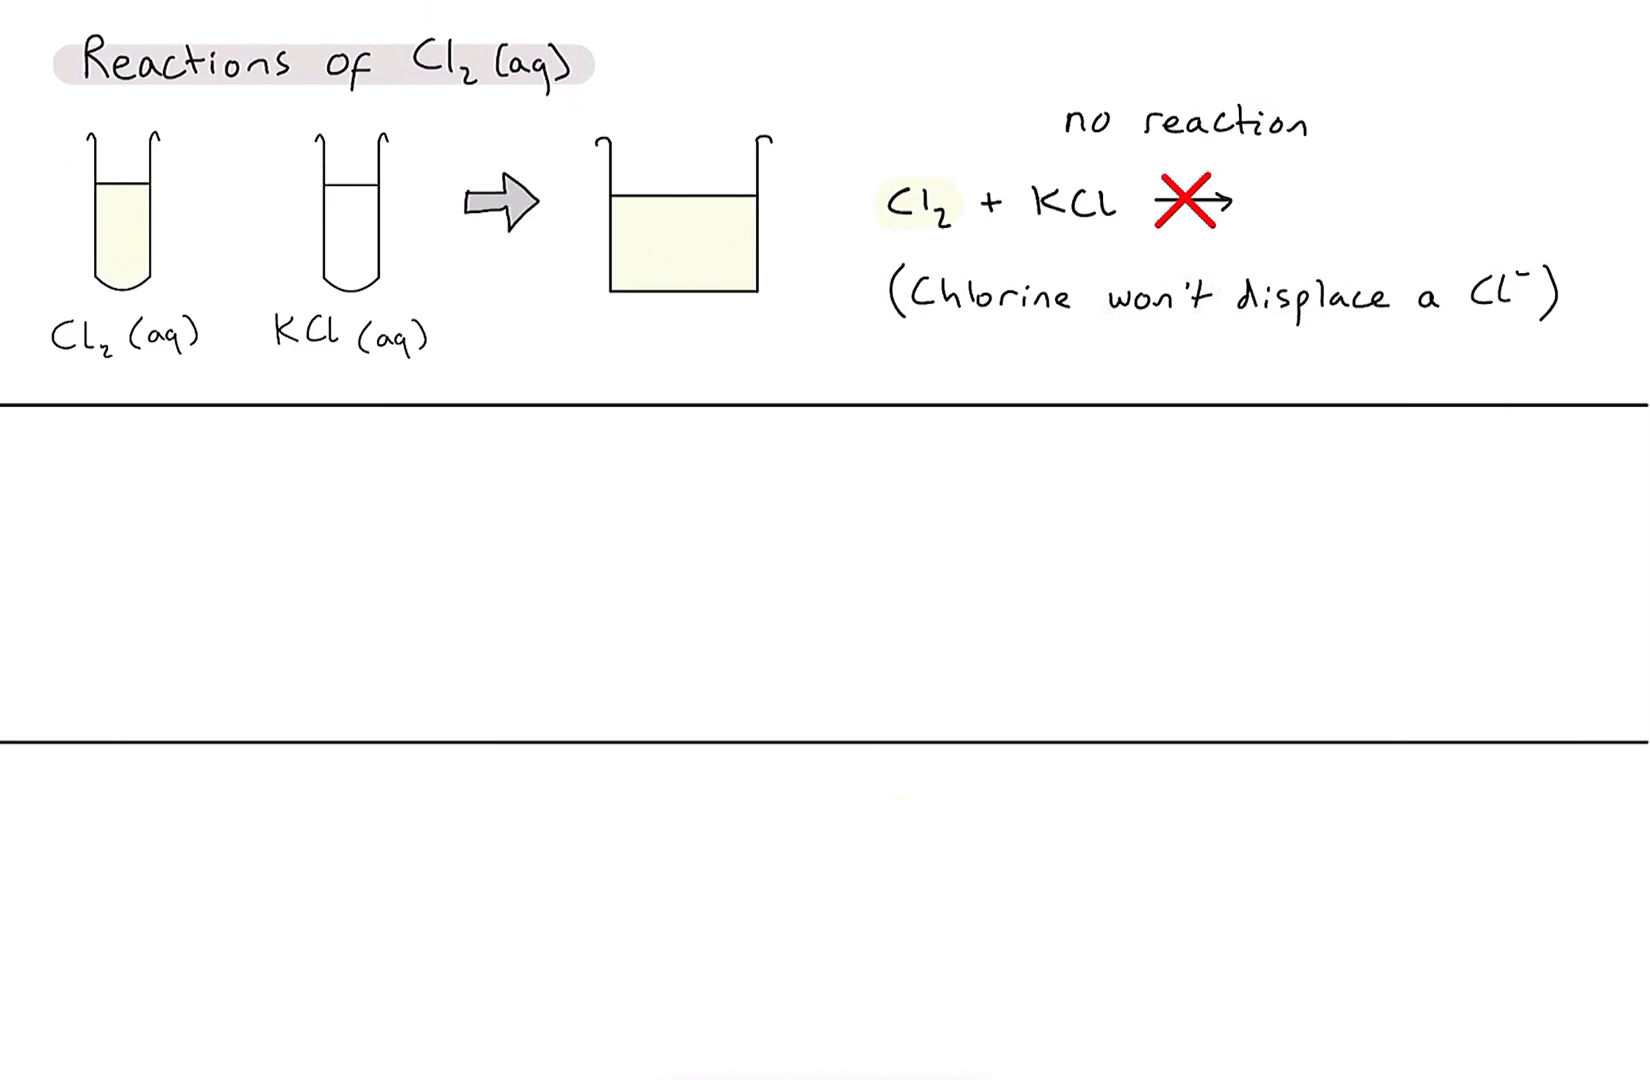 Reactions of Cl₂ (aq)
no reaction
Cl₂ + KCl →
(Chlorine won't displace a Cl⁻)
Cl₂ (aq) KCl (aq)